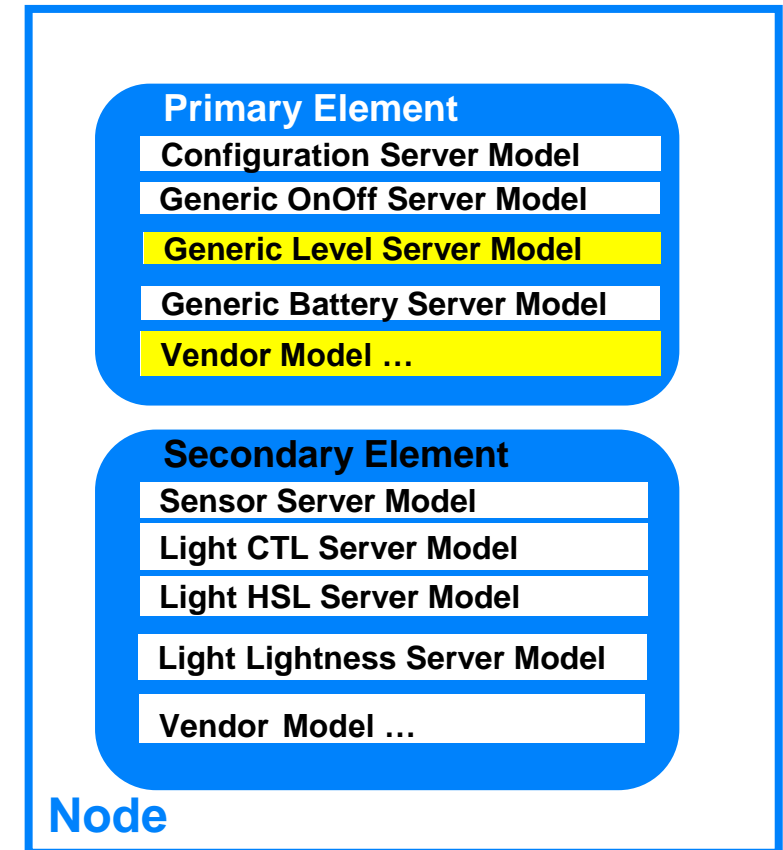 Primary Element
Configuration Server Model
Generic OnOff Server Model
Generic Level Server Model
Generic Battery Server Model
Vendor Model …
Secondary Element
Sensor Server Model
Light CTL Server Model
Light HSL Server Model
Light Lightness Server Model
Vendor Model …
Node